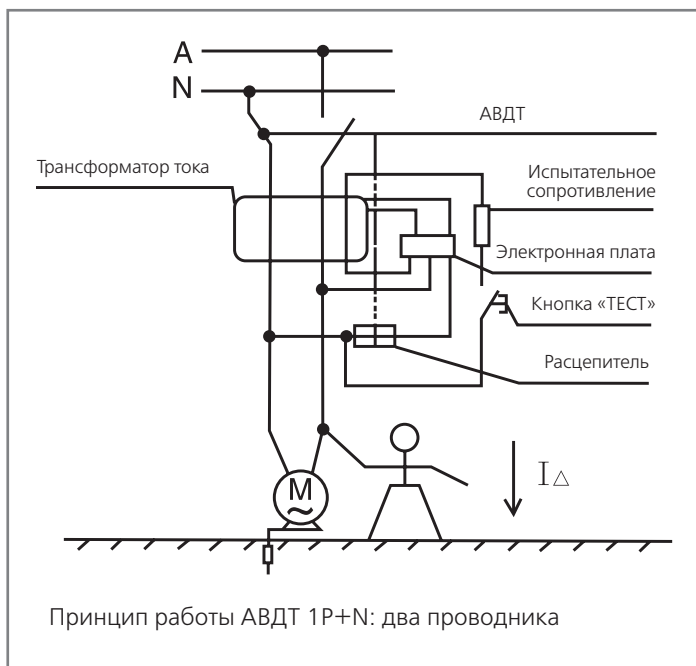 A
N
АВДТ
Трансформатор тока
Испытательное
сопротивление
Электронная плата
Кнопка «ТЕСТ»
Расцепитель
M
~
I△
Принцип работы АВДТ 1P+N: два проводника